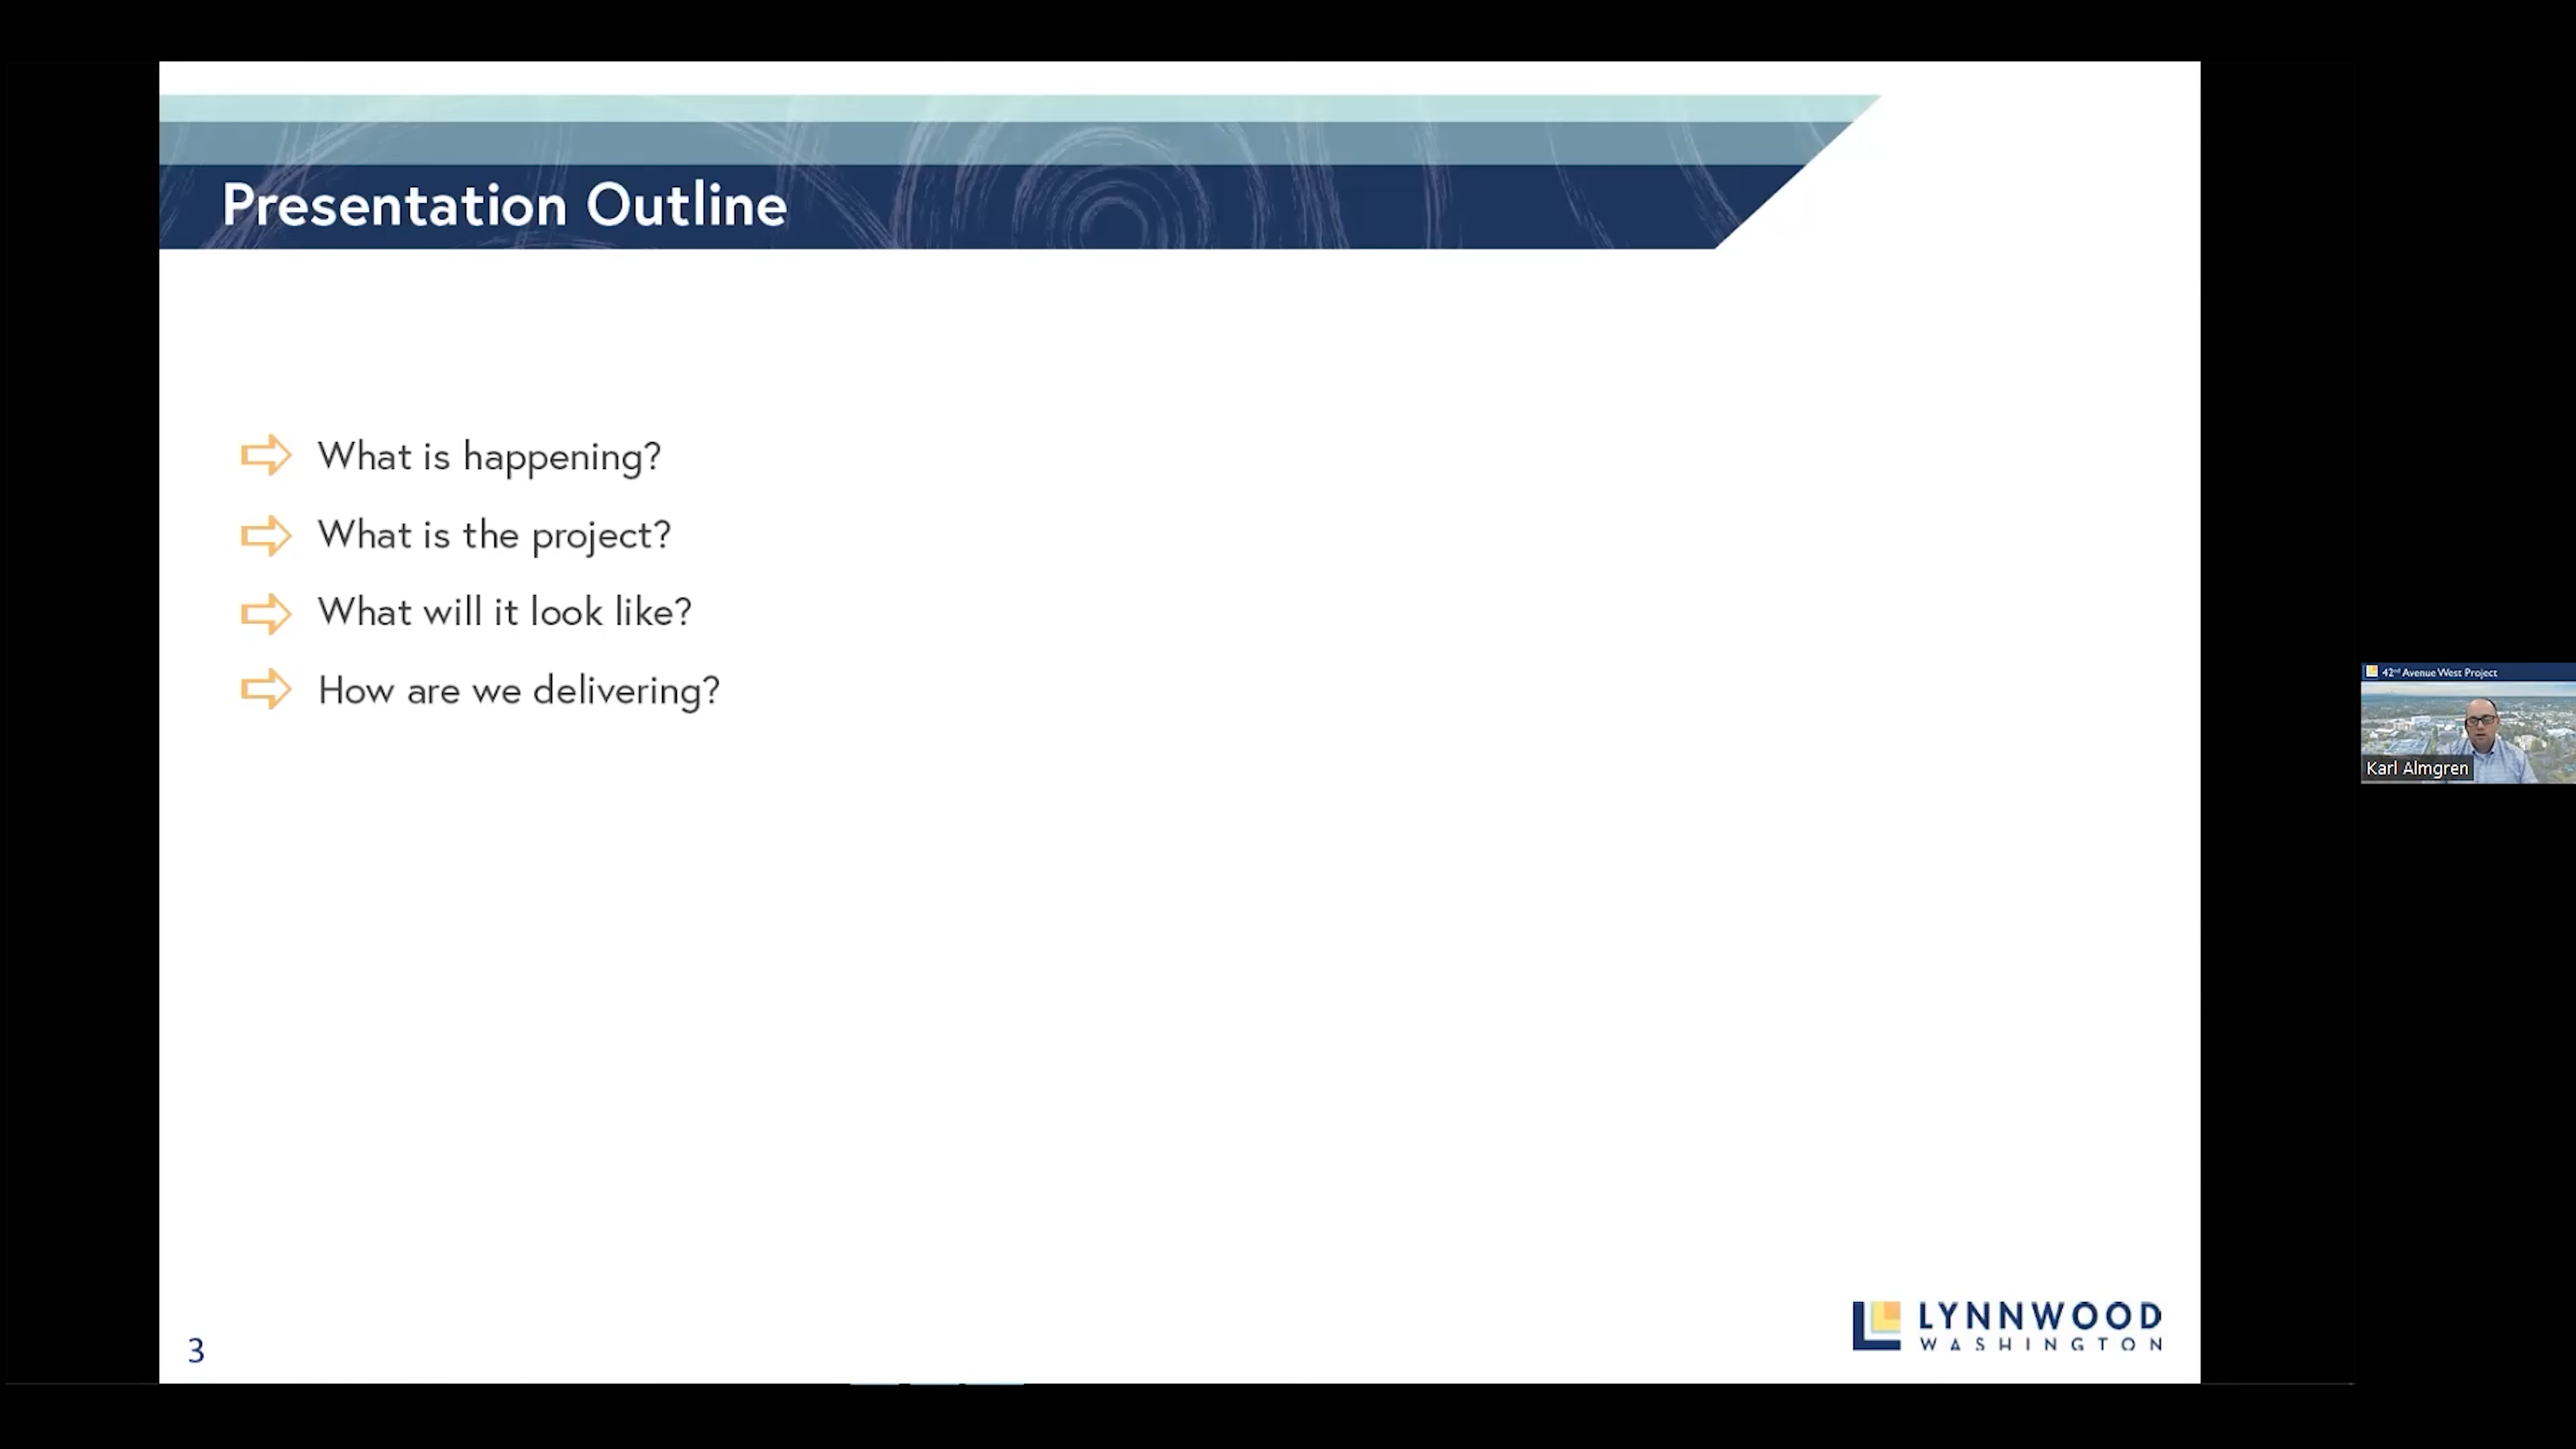 Presentation Outline
What is happening?
What is the project?
What will it look like?
How are we delivering?
42nd Avenue West Project
Karl Almgren
3
LYNNWOOD
WASHINGTON